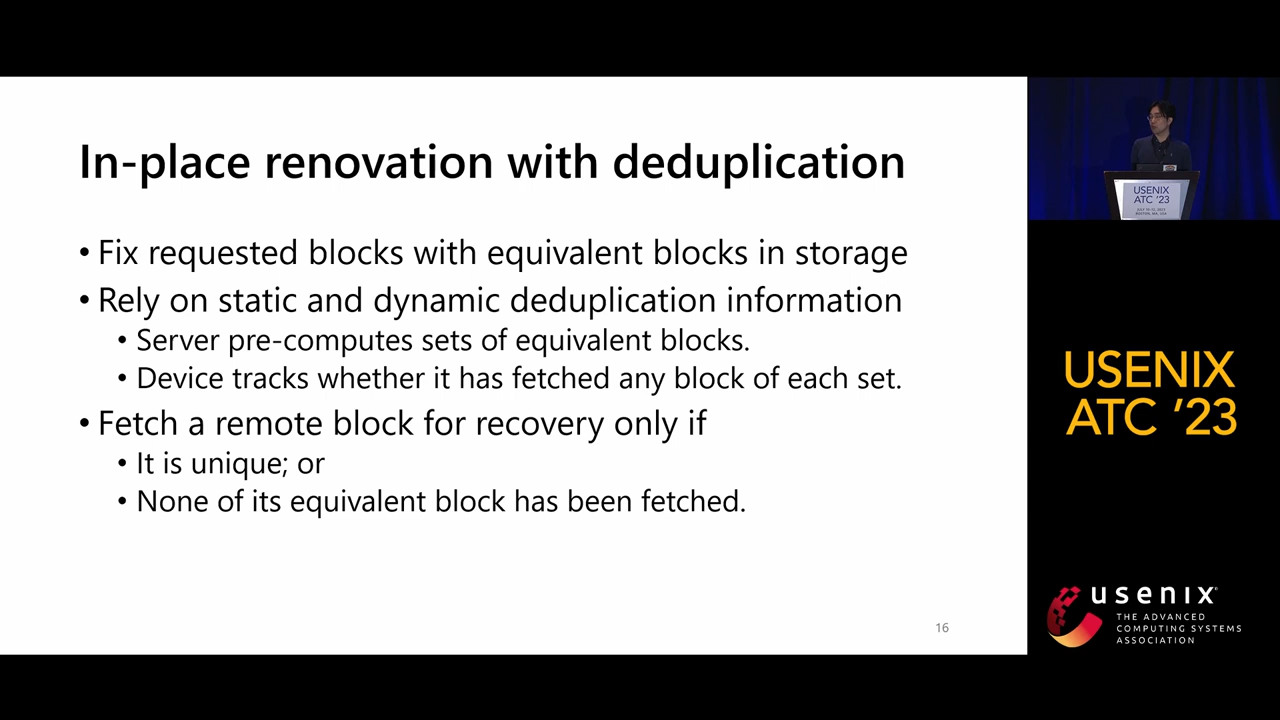 In-place renovation with deduplication
• Fix requested blocks with equivalent blocks in storage
• Rely on static and dynamic deduplication information
• Server pre-computes sets of equivalent blocks.
• Device tracks whether it has fetched any block of each set.
• Fetch a remote block for recovery only if
• It is unique; or
• None of its equivalent block has been fetched.
16
USENIX
ATC '23
USENIX
ATC '23
usenix
THE ADVANCED
COMPUTING SYSTEMS
ASSOCIATION